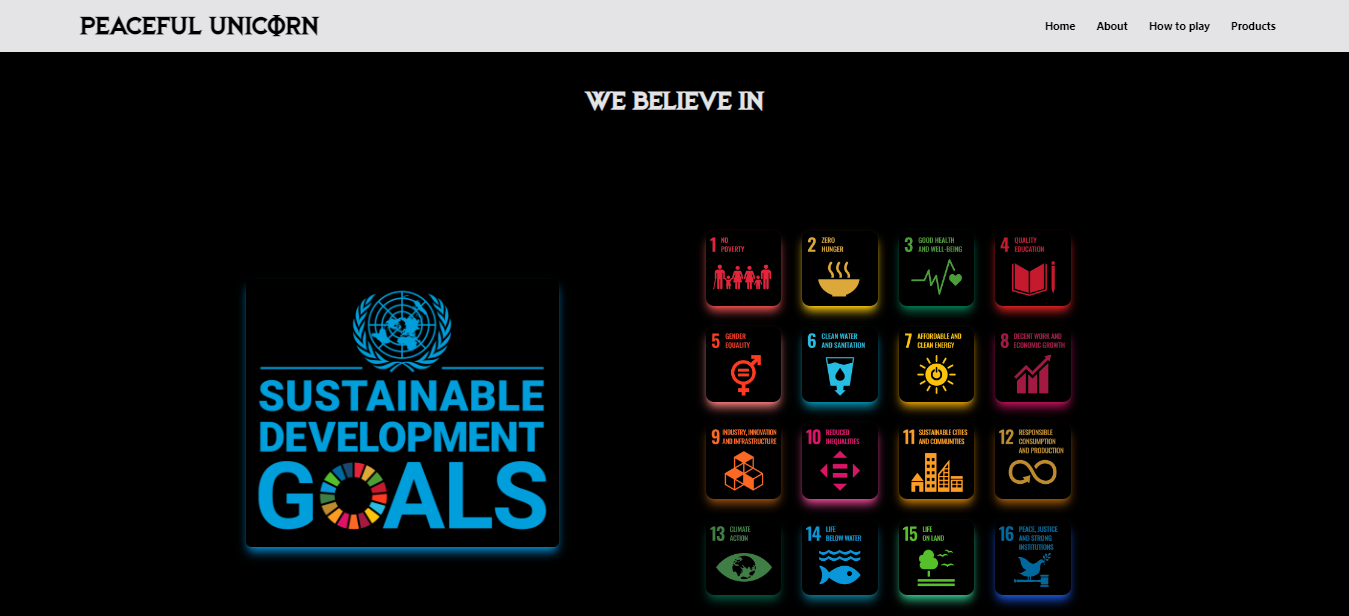 PEACEFUL UNICORN
Home About How to play Products
WE BELIEVE IN
SUSTAINABLE
DEVELOPMENT
GOALS
1 NO
POVERTY
2 ZERO
HUNGER
3 GOOD HEALTH
AND WELL-BEING
4 QUALITY
EDUCATION
5 GENDER
EQUALITY
6 CLEAN WATER
AND SANITATION
7 AFFORDABLE AND
CLEAN ENERGY
8 DECENT WORK AND
ECONOMIC GROWTH
9 INDUSTRY, INNOVATION
AND INFRASTRUCTURE
10 REDUCED
INEQUALITIES
11 SUSTAINABLE CITIES
AND COMMUNITIES
12 RESPONSIBLE
CONSUMPTION
AND PRODUCTION
13 CLIMATE
ACTION
14 LIFE
BELOW WATER
15 LIFE
ON LAND
16 PEACE, JUSTICE
AND STRONG
INSTITUTIONS